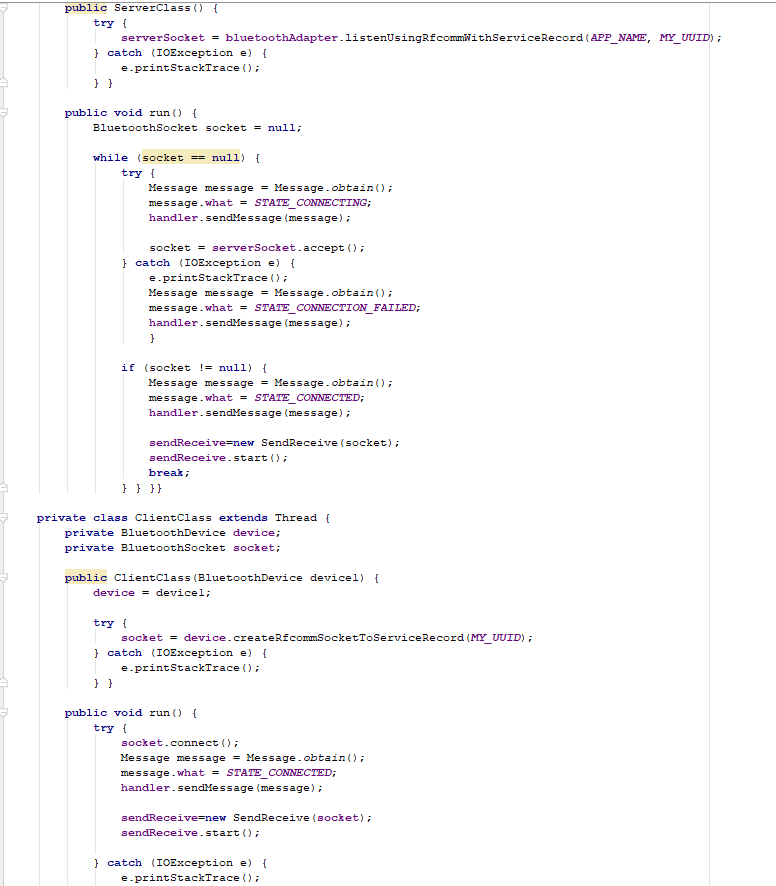 public ServerClass() {
try {
serverSocket = bluetoothAdapter.listenUsingRfcommWithServiceRecord(APP_NAME, MY_UUID);
} catch (IOException e) {
e.printStackTrace();
} }
public void run() {
BluetoothSocket socket = null;
while (socket == null) {
try {
Message message = Message.obtain();
message.what = STATE_CONNECTING;
handler.sendMessage(message);
socket = serverSocket.accept();
} catch (IOException e) {
e.printStackTrace();
Message message = Message.obtain();
message.what = STATE_CONNECTION_FAILED;
handler.sendMessage(message);
}
if (socket != null) {
Message message = Message.obtain();
message.what = STATE_CONNECTED;
handler.sendMessage(message);
sendReceive=new SendReceive(socket);
sendReceive.start();
break;
} } }}
private class ClientClass extends Thread {
private BluetoothDevice device;
private BluetoothSocket socket;
public ClientClass(BluetoothDevice device1) {
device = device1;
try {
socket = device.createRfcommSocketToServiceRecord(MY_UUID);
} catch (IOException e) {
e.printStackTrace();
} }
public void run() {
try {
socket.connect();
Message message = Message.obtain();
message.what = STATE_CONNECTED;
handler.sendMessage(message);
sendReceive=new SendReceive(socket);
sendReceive.start();
} catch (IOException e) {
e.printStackTrace();